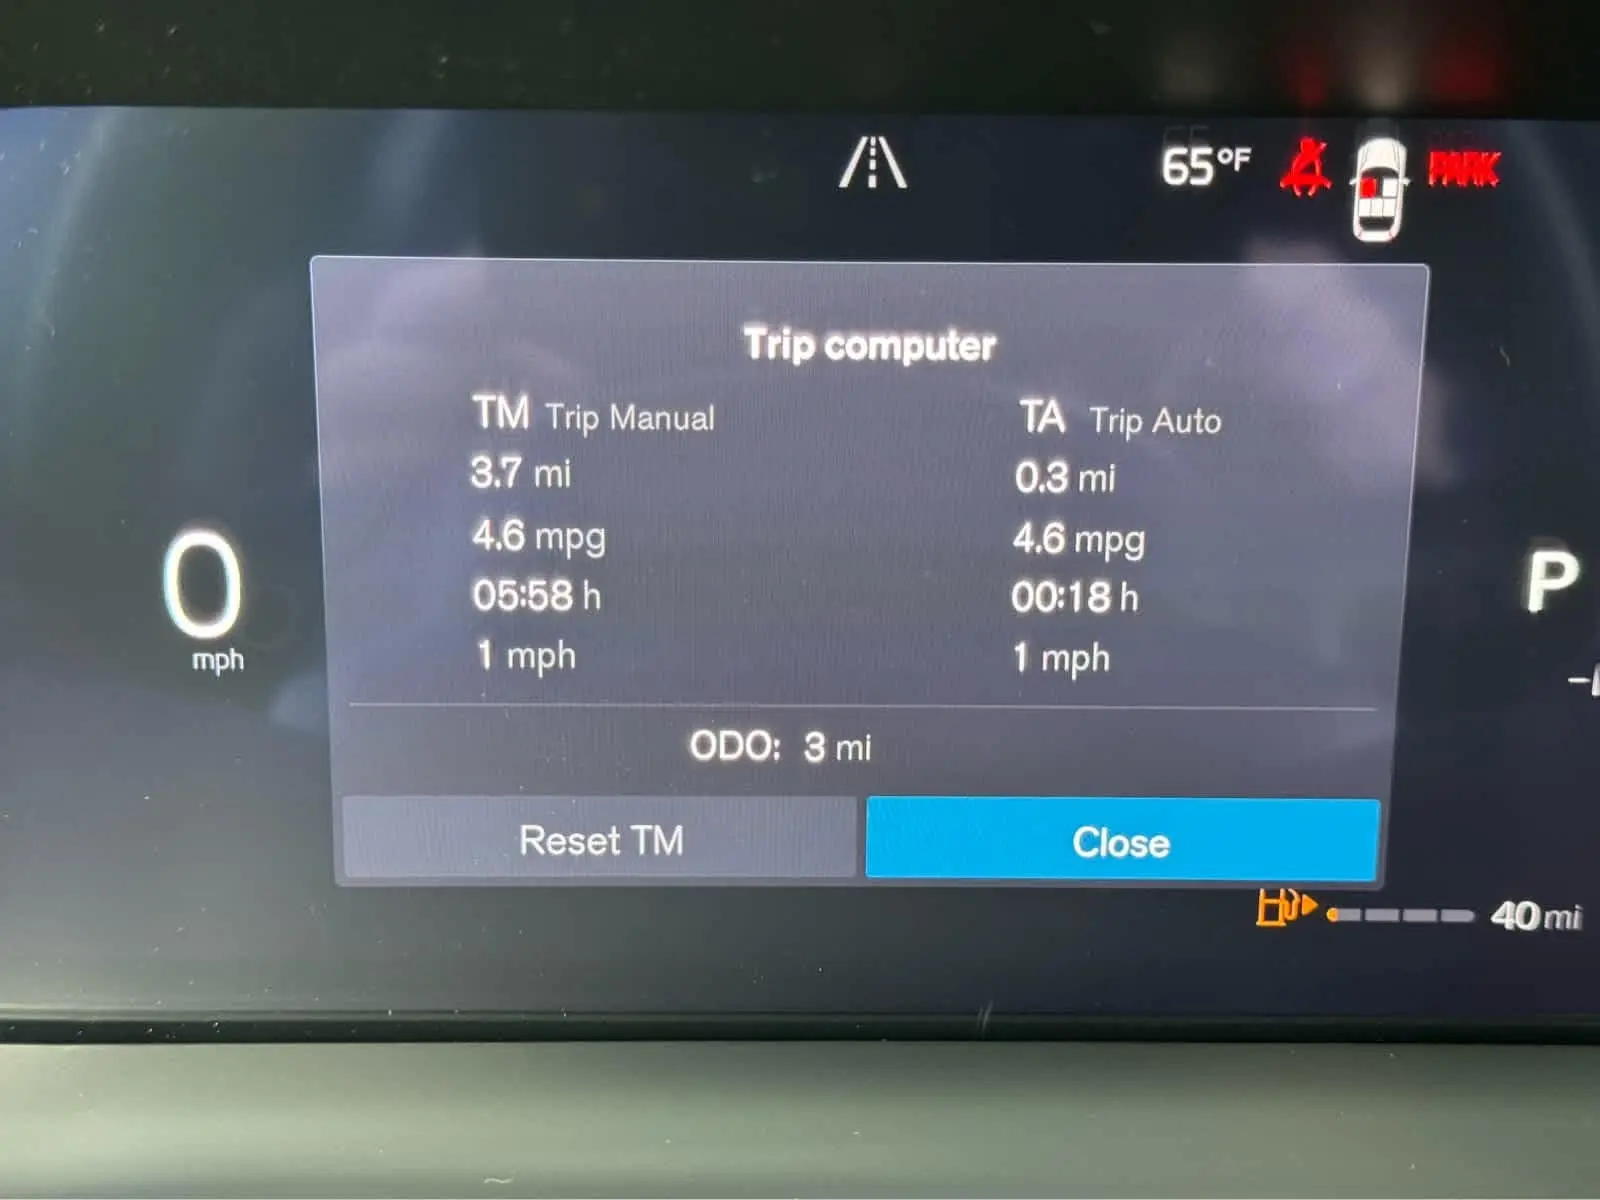 65°F
PARK
Trip computer
TM Trip Manual
3.7 mi
4.6 mpg
05:58 h
1 mph
TA Trip Auto
0.3 mi
4.6 mpg
00:18 h
1 mph
0
mph
P
ODO: 3 mi
Reset TM
Close
40 mi